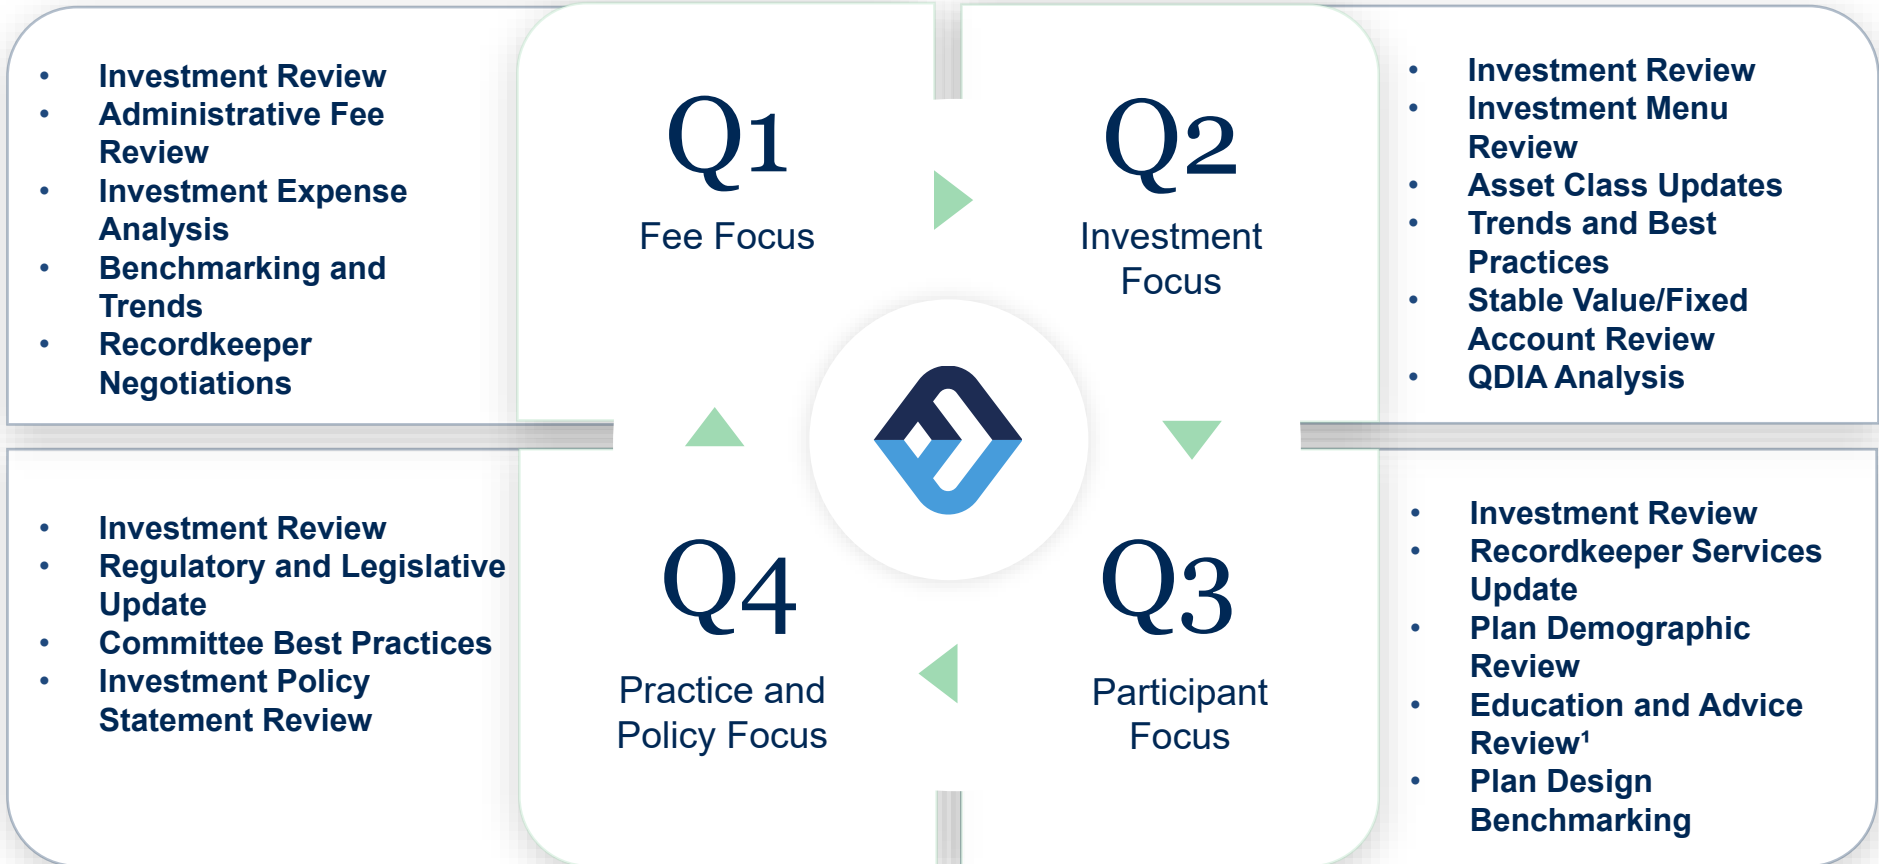 • Investment Review
• Administrative Fee
Review
• Investment Expense
Analysis
• Benchmarking and
Trends
• Recordkeeper
Negotiations
Q1
Fee Focus
Q2
Investment
Focus
• Investment Review
• Investment Menu
Review
• Asset Class Updates
• Trends and Best
Practices
• Stable Value/Fixed
Account Review
• QDIA Analysis
• Investment Review
• Regulatory and Legislative
Update
• Committee Best Practices
• Investment Policy
Statement Review
Q4
Practice and
Policy Focus
Q3
Participant
Focus
• Investment Review
• Recordkeeper Services
Update
• Plan Demographic
Review
• Education and Advice
Review¹
• Plan Design
Benchmarking